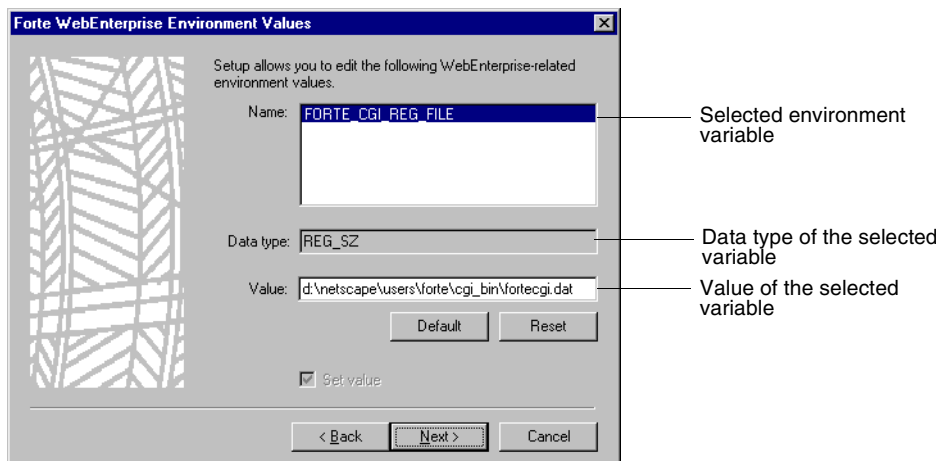 Forte WebEnterprise Environment Values
Setup allows you to edit the following WebEnterprise-related
environment values.
Name:
FORTE_CGI_REG_FILE
Selected environment
variable
Data type:
REG_SZ
Data type of the selected
variable
Value:
d:\netscape\users\forte\cgi_bin\fortecgi.dat
Value of the selected
variable
Default
Reset
Set value
< Back
Next >
Cancel